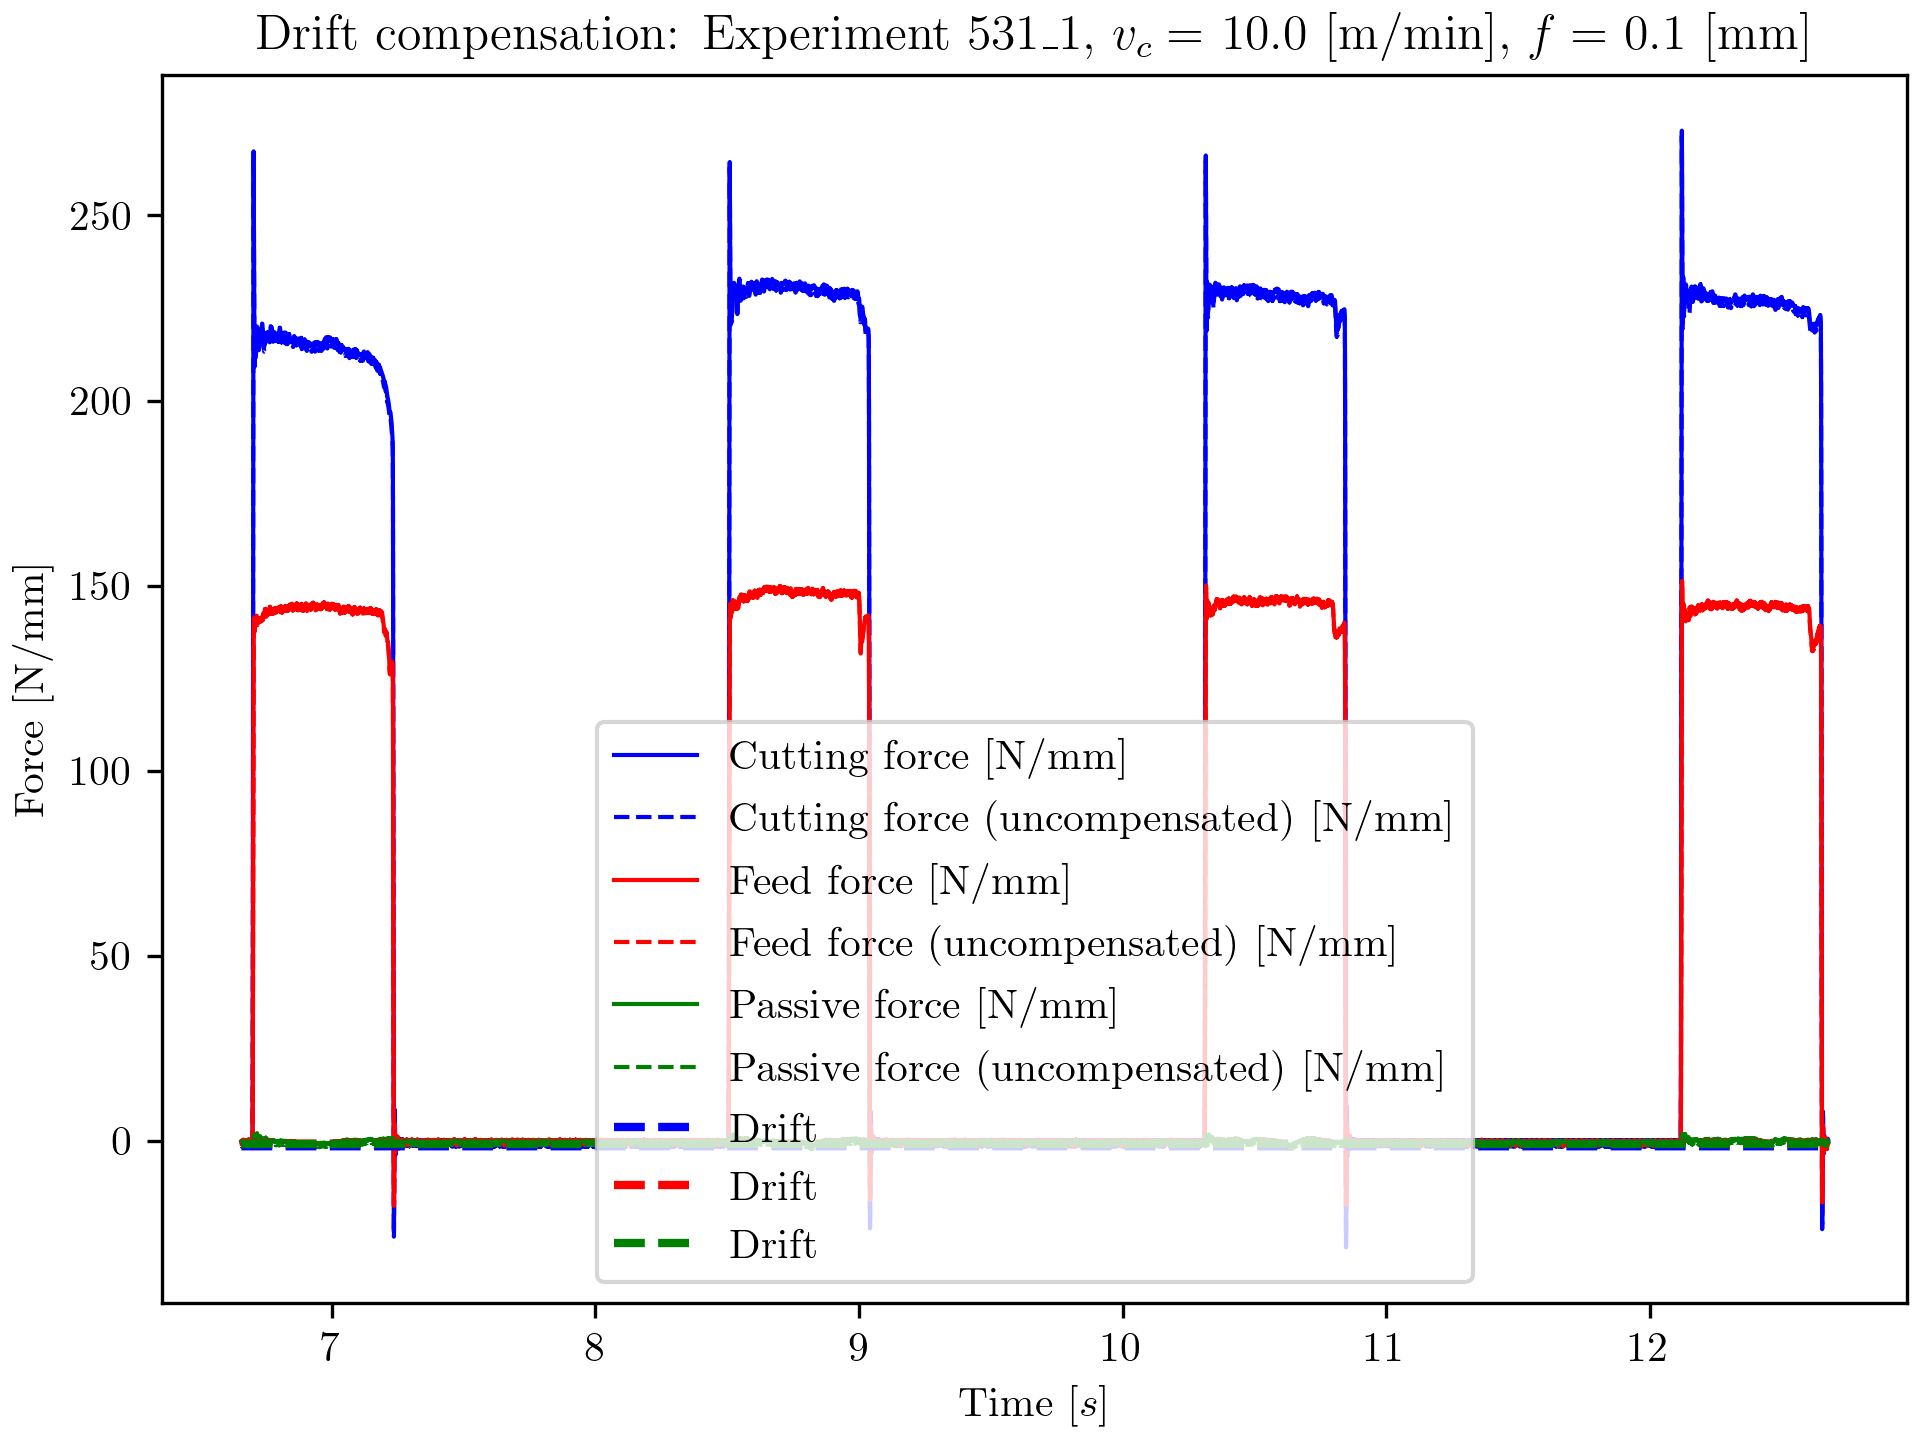 Drift compensation: Experiment 531_1, v_c = 10.0 [m/min], f = 0.1 [mm]
Force [N/mm]
250
200
150
100
50
0
Cutting force [N/mm]
Cutting force (uncompensated) [N/mm]
Feed force [N/mm]
Feed force (uncompensated) [N/mm]
Passive force [N/mm]
Passive force (uncompensated) [N/mm]
Drift
Drift
Drift
7 8 9 10 11 12
Time [s]